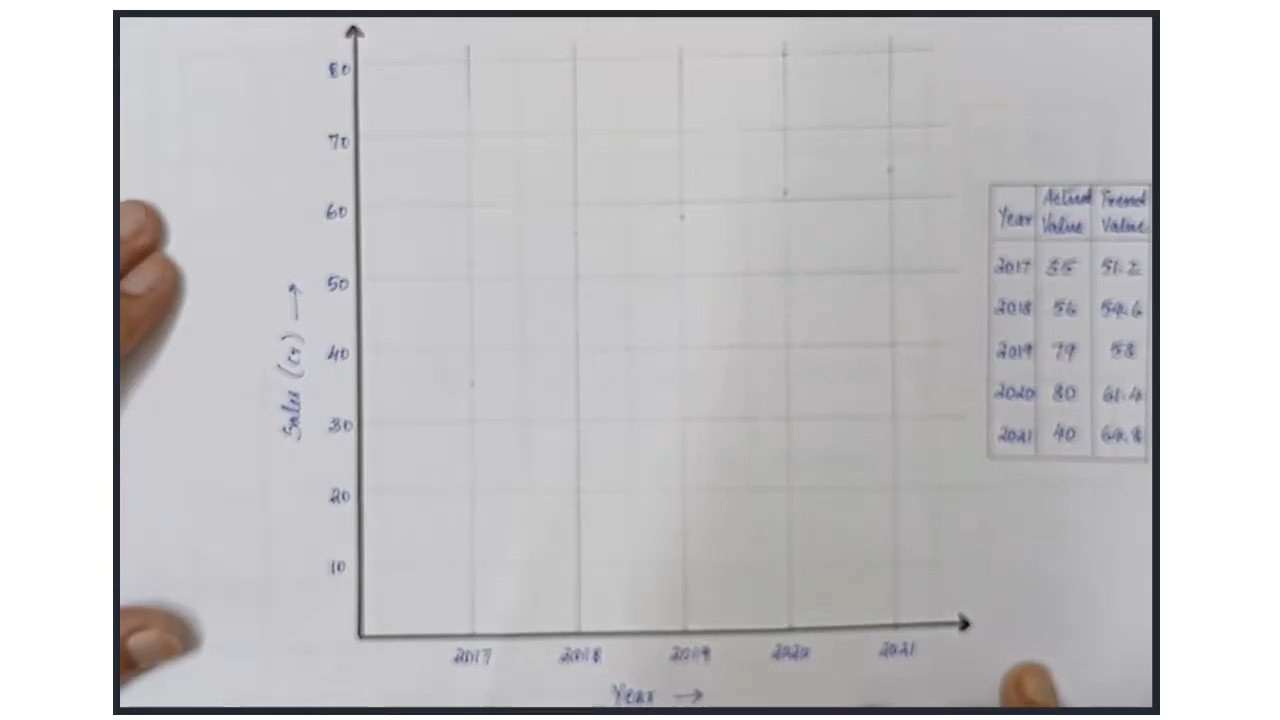 80
70
60
50
40
30
20
10
Sales (cr) →
2017 2018 2019 2020 2021
Year →
Year Actual Value Trend Value
2017 35 51.2
2018 56 54.6
2019 79 58
2020 80 61.4
2021 40 64.8